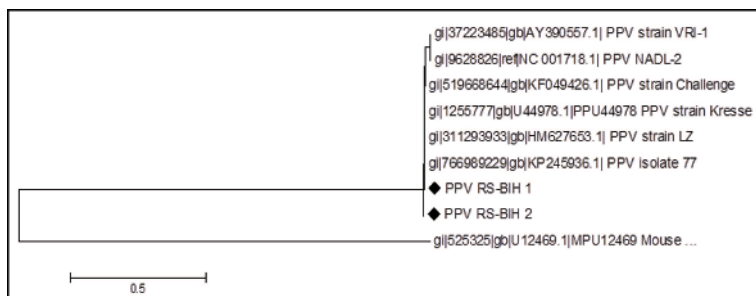 gi|37223485|gb|AY390557.1| PPV strain VRI-1
gi|9628826|ref|NC 001718.1| PPV NADL-2
gi|519668644|gb|KF049426.1| PPV strain Challenge
gi|1255777|gb|U44978.1|PPU44978 PPV strain Kresse
gi|311293933|gb|HM627653.1| PPV strain LZ
gi|766989229|gb|KP245936.1| PPV isolate 77
◆ PPV RS-BIH 1
◆ PPV RS-BIH 2
gi|525325|gb|U12469.1|MPU12469 Mouse ...
0.5